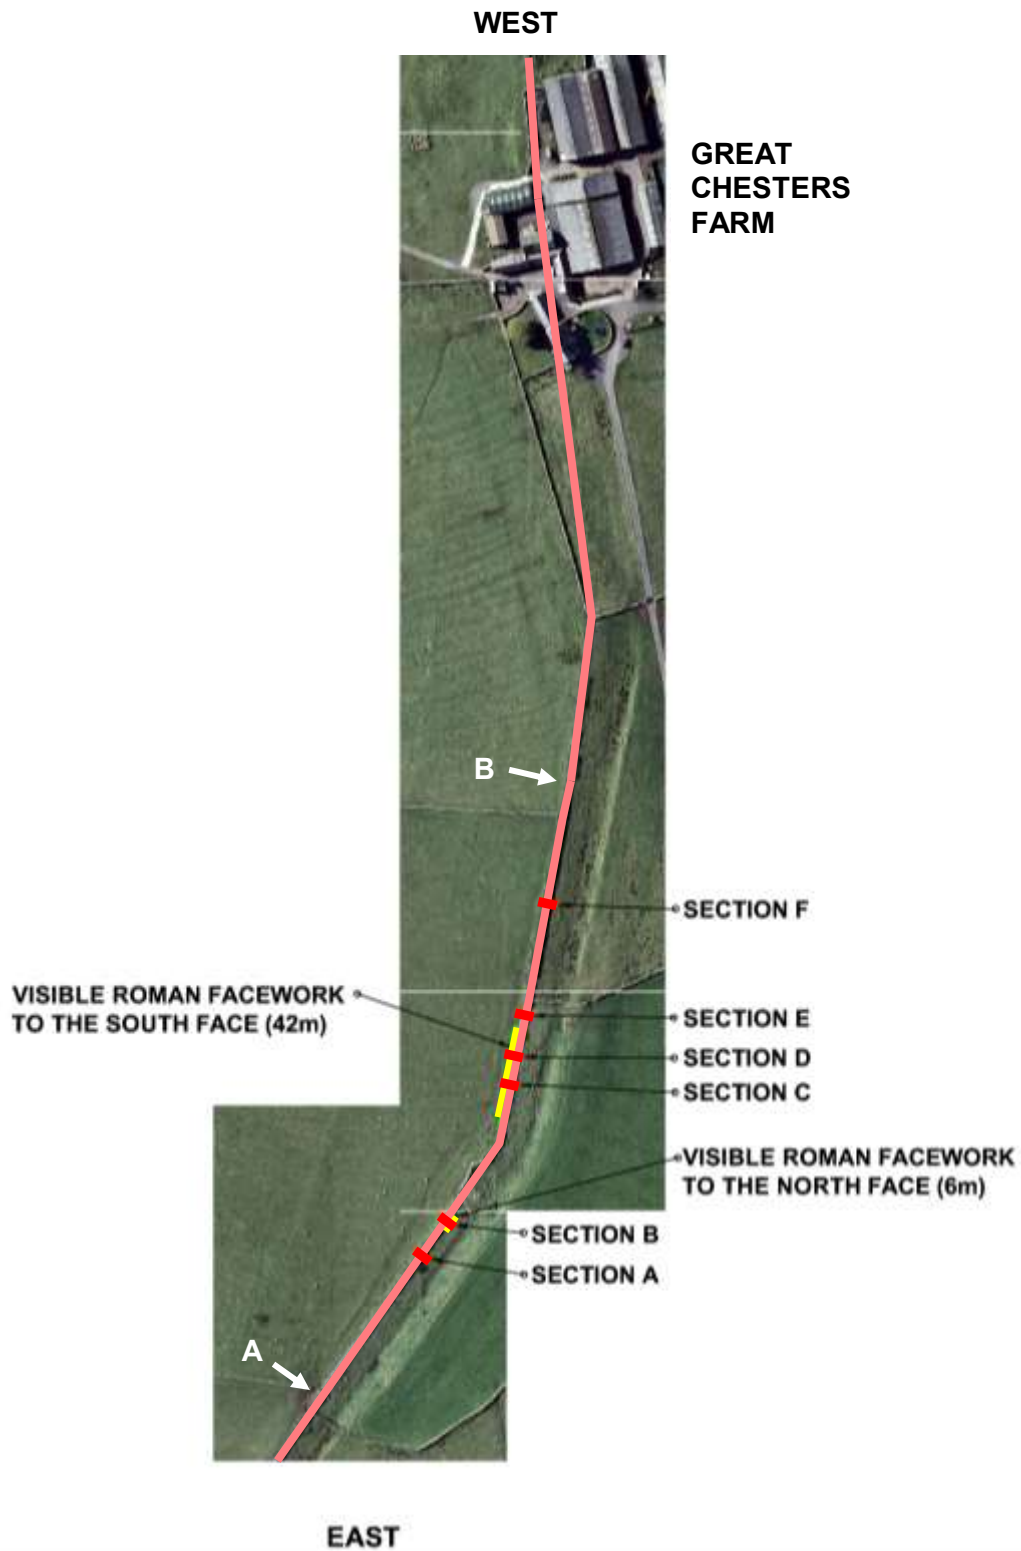 WEST
GREAT
CHESTERS
FARM
B
SECTION F
VISIBLE ROMAN FACEWORK
TO THE SOUTH FACE (42m)
SECTION E
SECTION D
SECTION C
VISIBLE ROMAN FACEWORK
TO THE NORTH FACE (6m)
SECTION B
SECTION A
A
EAST